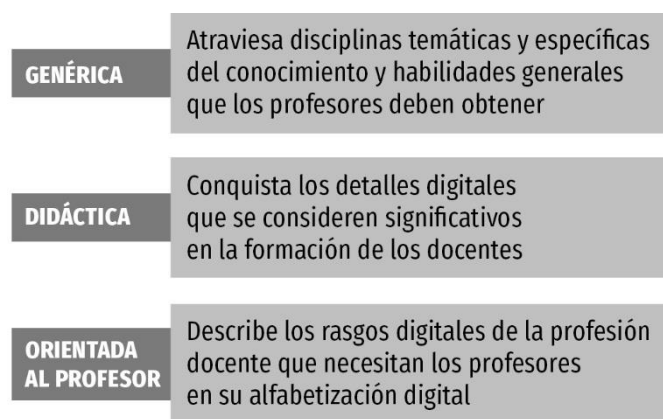 GENÉRICA
Atraviesa disciplinas temáticas y específicas
del conocimiento y habilidades generales
que los profesores deben obtener
DIDÁCTICA
Conquista los detalles digitales
que se consideren significativos
en la formación de los docentes
ORIENTADA
AL PROFESOR
Describe los rasgos digitales de la profesión
docente que necesitan los profesores
en su alfabetización digital